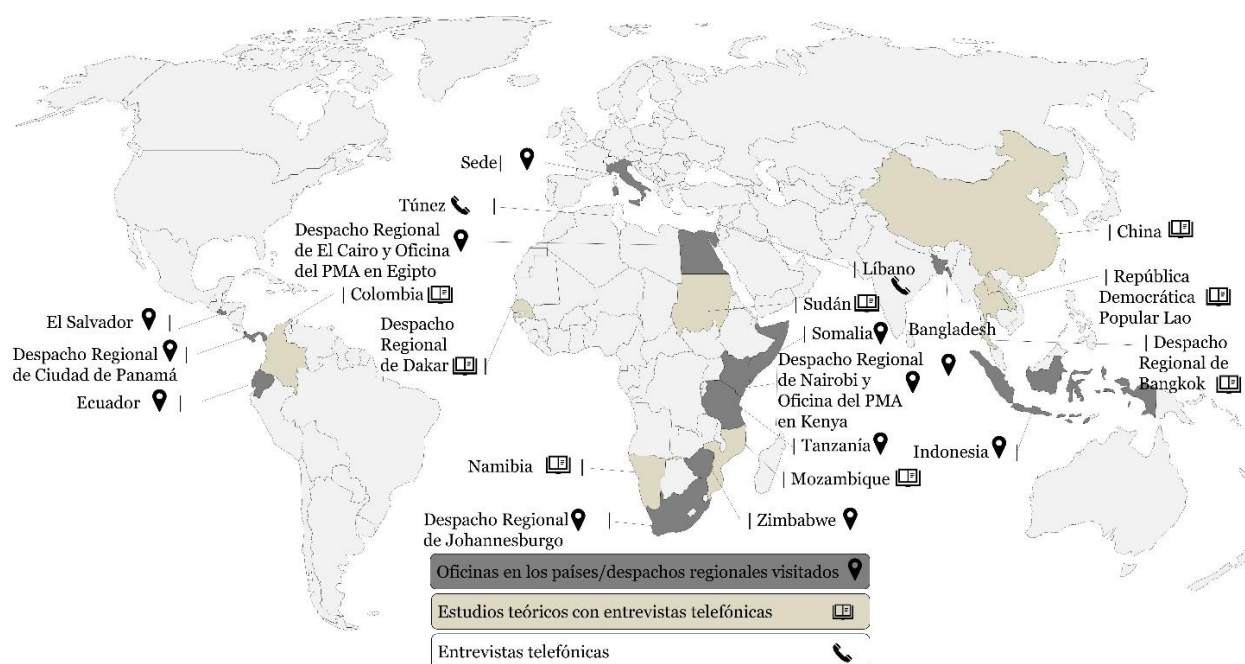 Sede|
Túnez |
Despacho Regional
de El Cairo y Oficina
del PMA en Egipto
| Colombia
El Salvador |
Despacho Regional |
de Ciudad de Panamá
Ecuador |
Despacho
Regional
de Dakar |
| Líbano
| China
| República
Democrática
Popular Lao
| Sudán
| Somalia
Bangladesh
| Despacho
Regional de
Bangkok
Despacho Regional
de Nairobi y
Oficina del PMA
en Kenya
| Tanzanía
Indonesia |
Namibia
| Mozambique
Despacho Regional |
de Johannesburgo
| Zimbabwe
Oficinas en los países/despachos regionales visitados
Estudios teóricos con entrevistas telefónicas
Entrevistas telefónicas